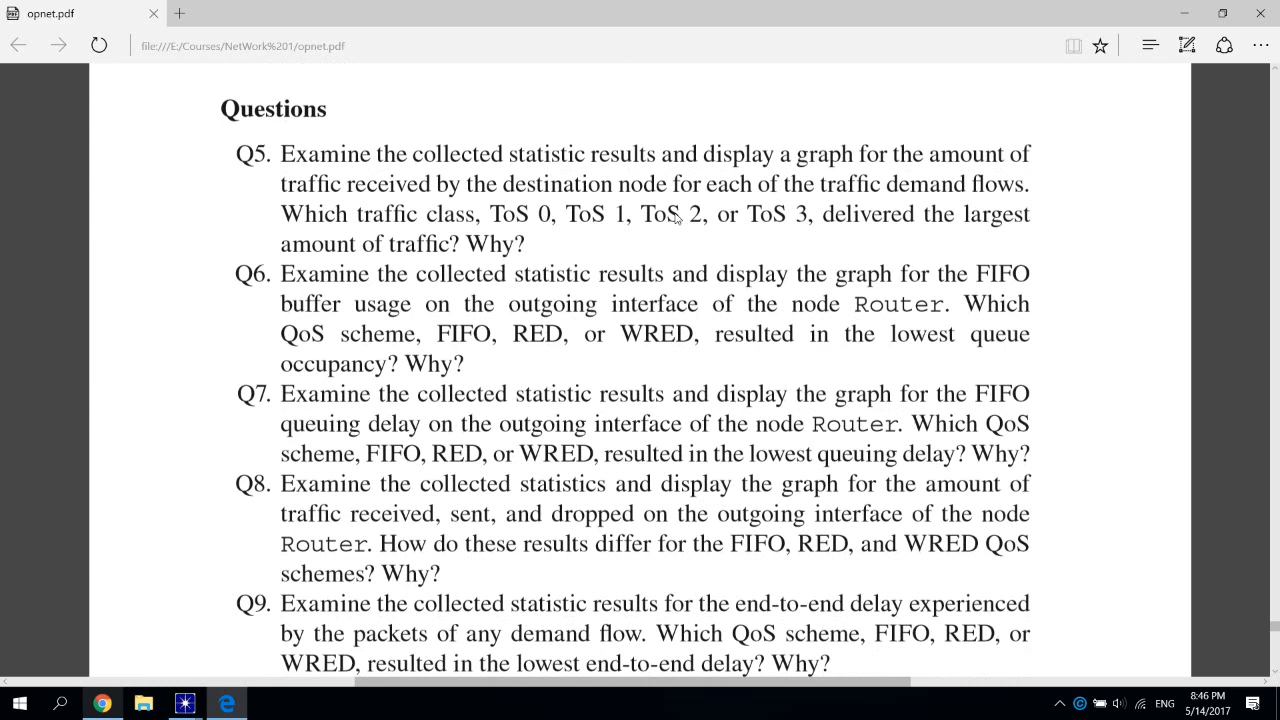 opnet.pdf
file:///E:/Courses/NetWork%201/opnet.pdf
Questions
Q5. Examine the collected statistic results and display a graph for the amount of
traffic received by the destination node for each of the traffic demand flows.
Which traffic class, ToS 0, ToS 1, ToS 2, or ToS 3, delivered the largest
amount of traffic? Why?
Q6. Examine the collected statistic results and display the graph for the FIFO
buffer usage on the outgoing interface of the node Router. Which
QoS scheme, FIFO, RED, or WRED, resulted in the lowest queue
occupancy? Why?
Q7. Examine the collected statistic results and display the graph for the FIFO
queuing delay on the outgoing interface of the node Router. Which QoS
scheme, FIFO, RED, or WRED, resulted in the lowest queuing delay? Why?
Q8. Examine the collected statistics and display the graph for the amount of
traffic received, sent, and dropped on the outgoing interface of the node
Router. How do these results differ for the FIFO, RED, and WRED QoS
schemes? Why?
Q9. Examine the collected statistic results for the end-to-end delay experienced
by the packets of any demand flow. Which QoS scheme, FIFO, RED, or
WRED, resulted in the lowest end-to-end delay? Why?
ENG
8:46 PM
5/14/2017